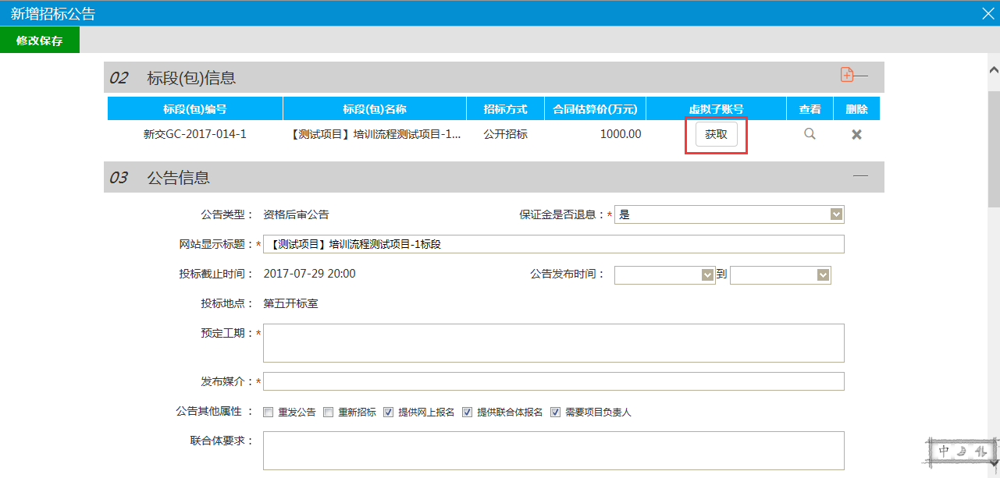 新增招标公告
修改保存
02 标段(包)信息
标段(包)编号 标段(包)名称 招标方式 合同估算价(万元) 虚拟子账号 查看 删除
新交GC-2017-014-1 【测试项目】培训流程测试项目-1... 公开招标 1000.00 获取
03 公告信息
公告类型： 资格后审公告 保证金是否退息：* 是
网站显示标题：* 【测试项目】培训流程测试项目-1标段
投标截止时间： 2017-07-29 20:00 公告发布时间： 到
投标地点： 第五开标室
预定工期：*
发布媒介：*
公告其他属性 ： 重发公告 重新招标 提供网上报名 提供联合体报名 需要项目负责人
联合体要求：
中